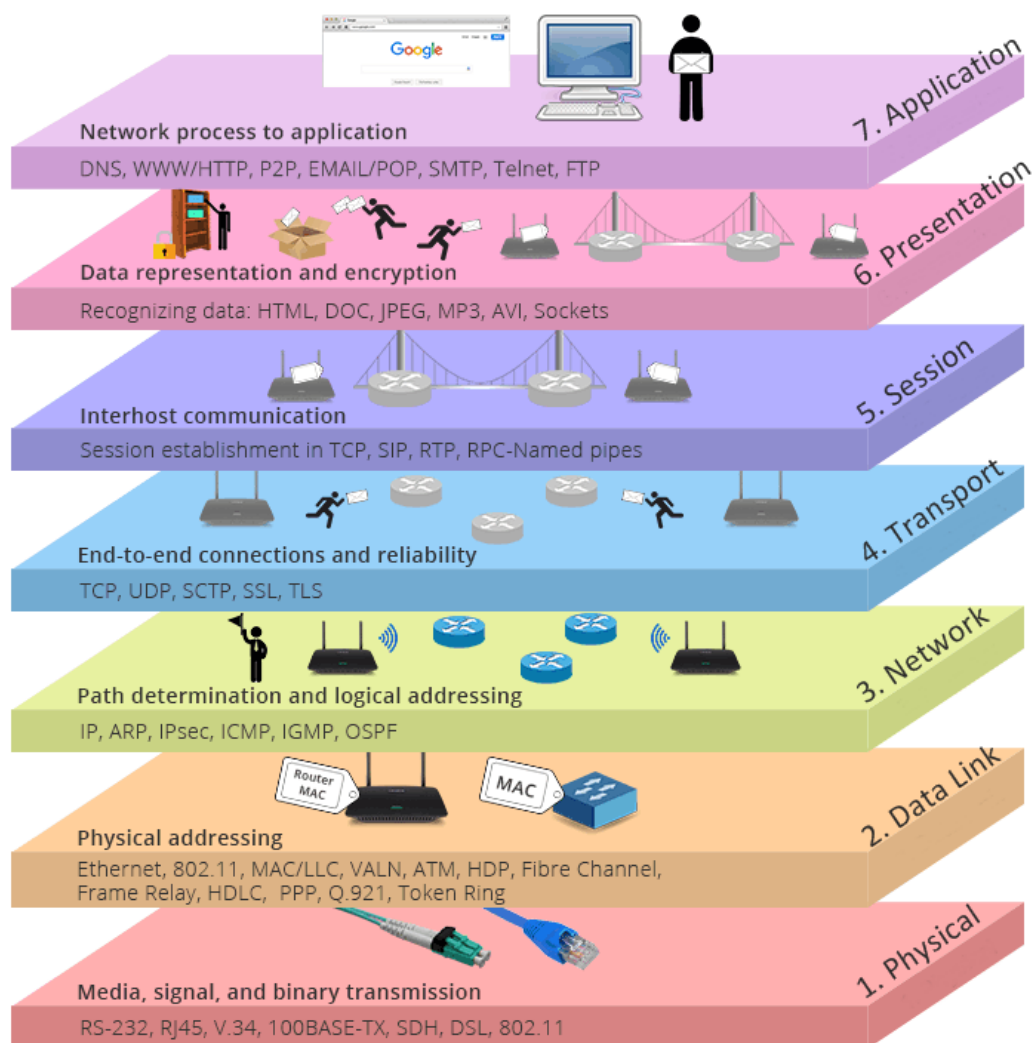 Google
7. Application
Network process to application
DNS, WWW/HTTP, P2P, EMAIL/POP, SMTP, Telnet, FTP
6. Presentation
Data representation and encryption
Recognizing data: HTML, DOC, JPEG, MP3, AVI, Sockets
5. Session
Interhost communication
Session establishment in TCP, SIP, RTP, RPC-Named pipes
4. Transport
End-to-end connections and reliability
TCP, UDP, SCTP, SSL, TLS
3. Network
Path determination and logical addressing
IP, ARP, IPsec, ICMP, IGMP, OSPF
2. Data Link
Router
MAC
MAC
Physical addressing
Ethernet, 802.11, MAC/LLC, VALN, ATM, HDP, Fibre Channel,
Frame Relay, HDLC, PPP, Q.921, Token Ring
1. Physical
Media, signal, and binary transmission
RS-232, RJ45, V.34, 100BASE-TX, SDH, DSL, 802.11